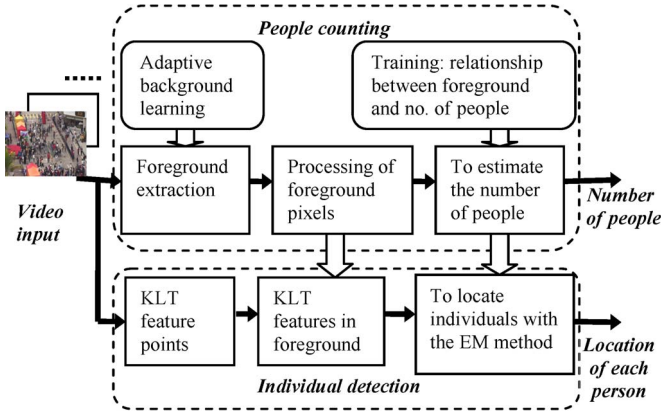 People counting
Adaptive
background
learning
Training: relationship
between foreground
and no. of people
Foreground
extraction
Processing of
foreground
pixels
To estimate
the number
of people
Number
of people
Video
input
KLT
feature
points
KLT
features in
foreground
To locate
individuals with
the EM method
Location
of each
person
Individual detection